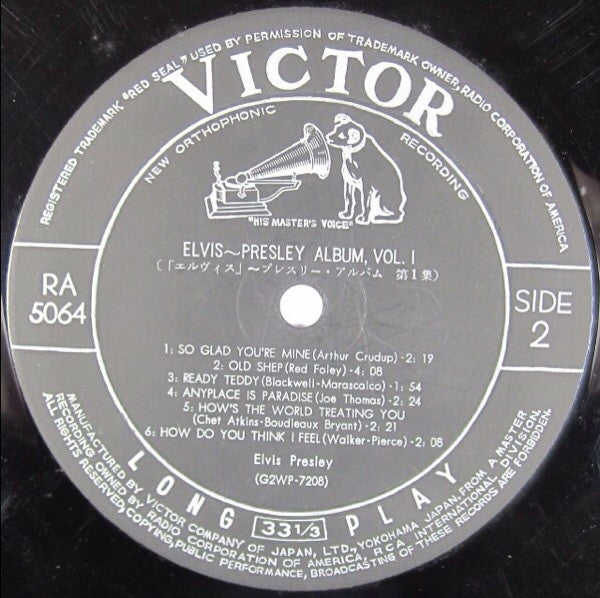 REGISTERED TRADEMARK "RED SEAL" USED BY PERMISSION OF TRADEMARK OWNER, RADIO CORPORATION OF AMERICA
VICTOR
NEW ORTHOPHONIC RECORDING
"HIS MASTER'S VOICE"
ELVIS~PRESLEY ALBUM, VOL. 1
(「エルヴィス」~プレスリー・アルバム 第1集)
RA
5064
SIDE
2
1: SO GLAD YOU'RE MINE (Arthur Crudup) - 2: 19
2: OLD SHEP (Red Foley) - 4: 08
3: READY TEDDY (Blackwell-Marascalco) - 1: 54
4: ANYPLACE IS PARADISE (Joe Thomas) - 2: 24
5: HOW'S THE WORLD TREATING YOU
(Chet Atkins-Boudleaux Bryant) - 2: 21
6: HOW DO YOU THINK I FEEL (Walker-Pierce) - 2: 08
Elvis Presley
(G2WP-7208)
LONG 33 1/3 PLAY
MANUFACTURED BY VICTOR COMPANY OF JAPAN, LTD., YOKOHAMA JAPAN. FROM A MASTER
RECORDING OWNED BY RADIO CORPORATION OF AMERICA, RCA INTERNATIONAL DIVISION.
ALL RIGHTS RESERVED, COPYING, PUBLIC PERFORMANCE, BROADCASTING OF THESE RECORDS ARE FORBIDDEN.